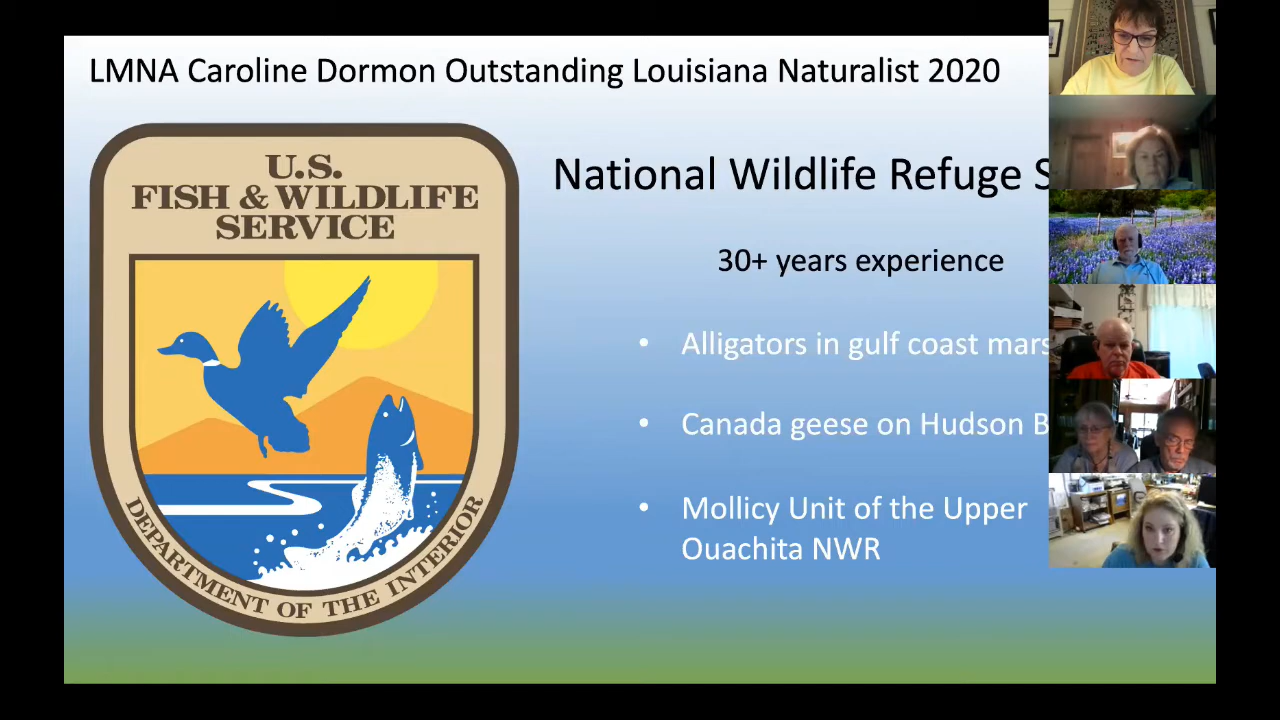 LMNA Caroline Dormon Outstanding Louisiana Naturalist 2020
U.S.
FISH & WILDLIFE
SERVICE
DEPARTMENT OF THE INTERIOR
National Wildlife Refuge S
30+ years experience
• Alligators in gulf coast mars
• Canada geese on Hudson B
• Mollicy Unit of the Upper
Ouachita NWR